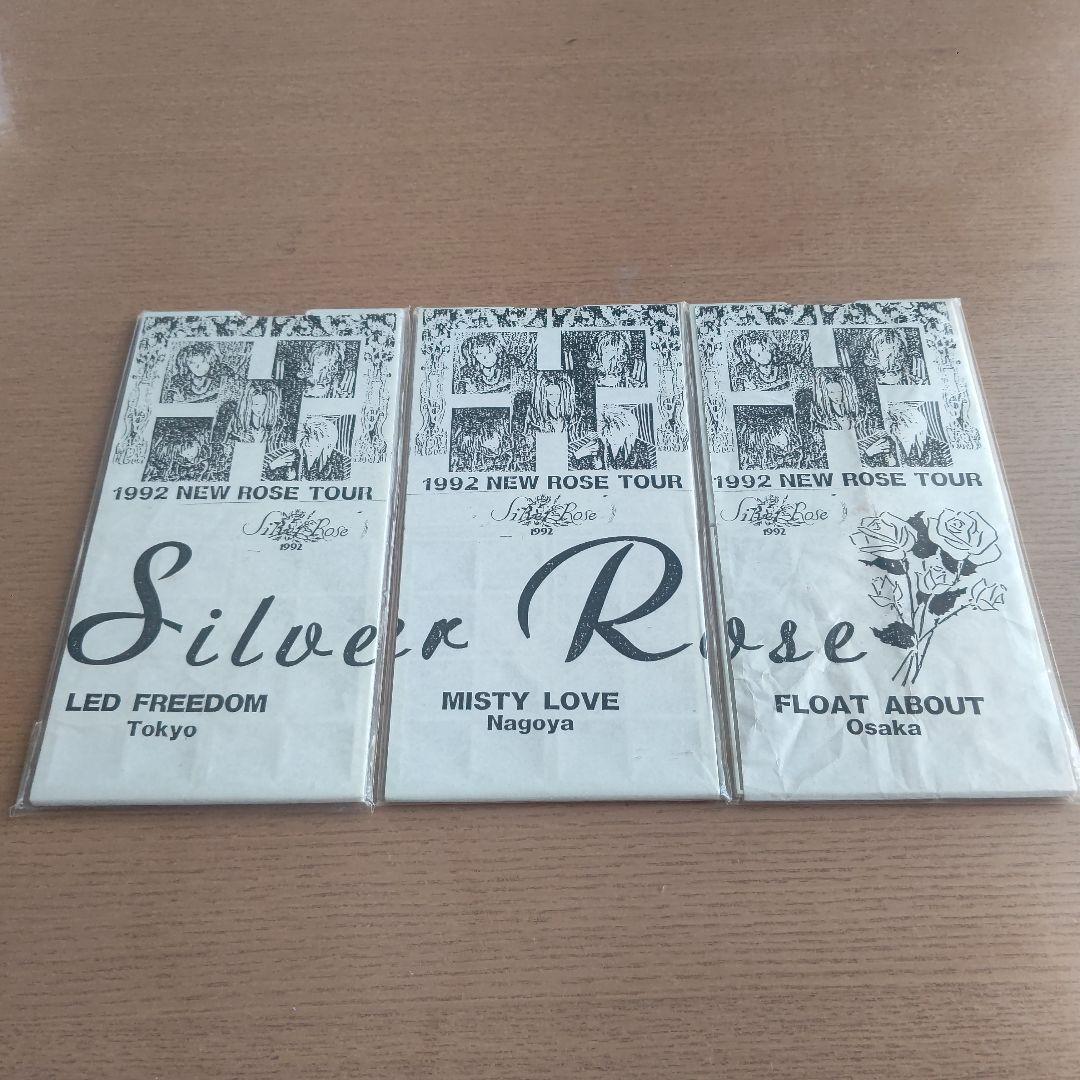 1992 NEW ROSE TOUR
Silver Rose
1992
1992 NEW ROSE TOUR
Silver Rose
1992
1992 NEW ROSE TOUR
Silver Rose
1992
Silver Rose
LED FREEDOM
Tokyo
MISTY LOVE
Nagoya
FLOAT ABOUT
Osaka